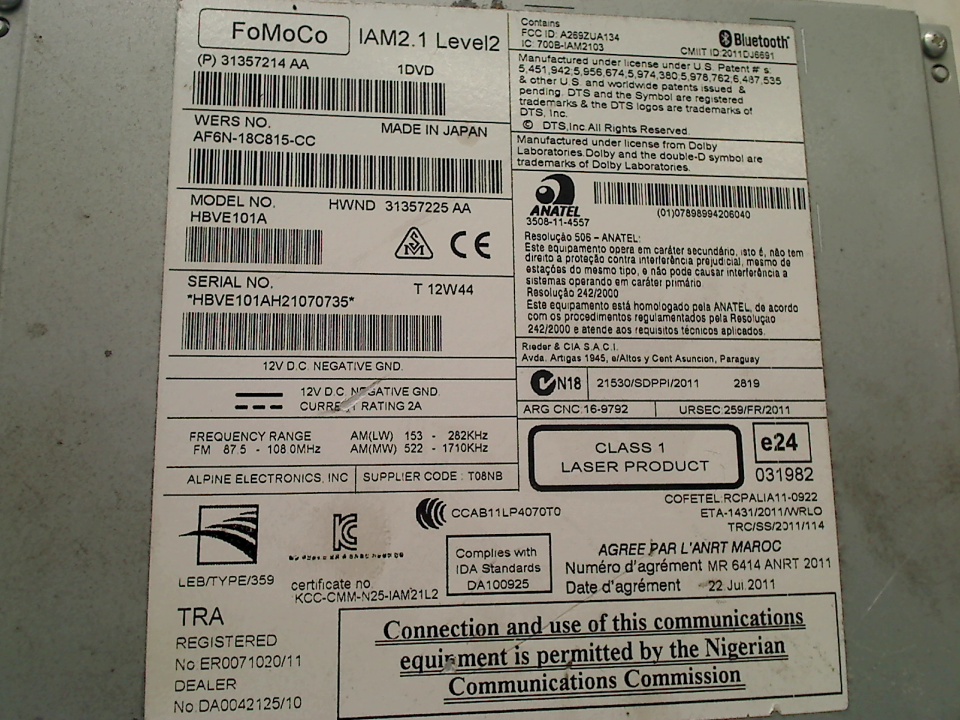 FoMoCo
IAM2.1 Level2
(P) 31357214 AA
1DVD
WERS NO.
MADE IN JAPAN
AF6N-18C815-CC
MODEL NO.
HWND 31357225 AA
HBVE101A
CE
SERIAL NO.
T 12W44
*HBVE101AH21070735*
12V D.C. NEGATIVE GND.
12V D.C. NEGATIVE GND.
CURRENT RATING 2A
FREQUENCY RANGE
AM(LW) 153 - 282KHz
FM 87.5 - 108.0MHz
AM(MW) 522 - 1710KHz
ALPINE ELECTRONICS, INC
SUPPLIER CODE : T08NB
Contains
FCC ID: A269ZUA134
IC: 700B-IAM2103
Bluetooth
CMIIT ID:2011DJ6691
Manufactured under license under U.S. Patent #'s:
5,451,942;5,956,674;5,974,380;5,978,762;6,487,535
& other U.S. and worldwide patents issued &
pending. DTS and the Symbol are registered
trademarks & the DTS logos are trademarks of
DTS, Inc.
© DTS,Inc.All Rights Reserved.
Manufactured under license from Dolby
Laboratories.Dolby and the double-D symbol are
trademarks of Dolby Laboratories.
ANATEL
3508-11-4557
(01)07898994206040
Resolução 506 - ANATEL:
Este equipamento opera em caráter secundário, isto é, não tem
direito a proteção contra interferência prejudicial, mesmo de
estações do mesmo tipo, e não pode causar interferência a
sistemas operando em caráter primário.
Resolução 242/2000
Este equipamento está homologado pela ANATEL, de acordo
com os procedimentos regulamentados pela Resolução
242/2000 e atende aos requisitos técnicos aplicados.
Rieder & CIA S.A.C.I.
Avda. Artigas 1945, e/Altos y Cent Asuncion, Paraguay
N18
21530/SDPPI/2011
2819
ARG CNC:16-9792
URSEC:259/FR/2011
CLASS 1
LASER PRODUCT
e24
031982
COFETEL:RCPALIA11-0922
ETA-1431/2011/WRLO
TRC/SS/2011/114
CCAB11LP4070T0
LEB/TYPE/359
certificate no
KCC-CMM-N25-IAM21L2
Complies with
IDA Standards
DA100925
AGREE PAR L'ANRT MAROC
Numéro d'agrément MR 6414 ANRT 2011
Date d'agrément 22 Jul 2011
TRA
REGISTERED
No:ER0071020/11
DEALER
No:DA0042125/10
Connection and use of this communications
equipment is permitted by the Nigerian
Communications Commission